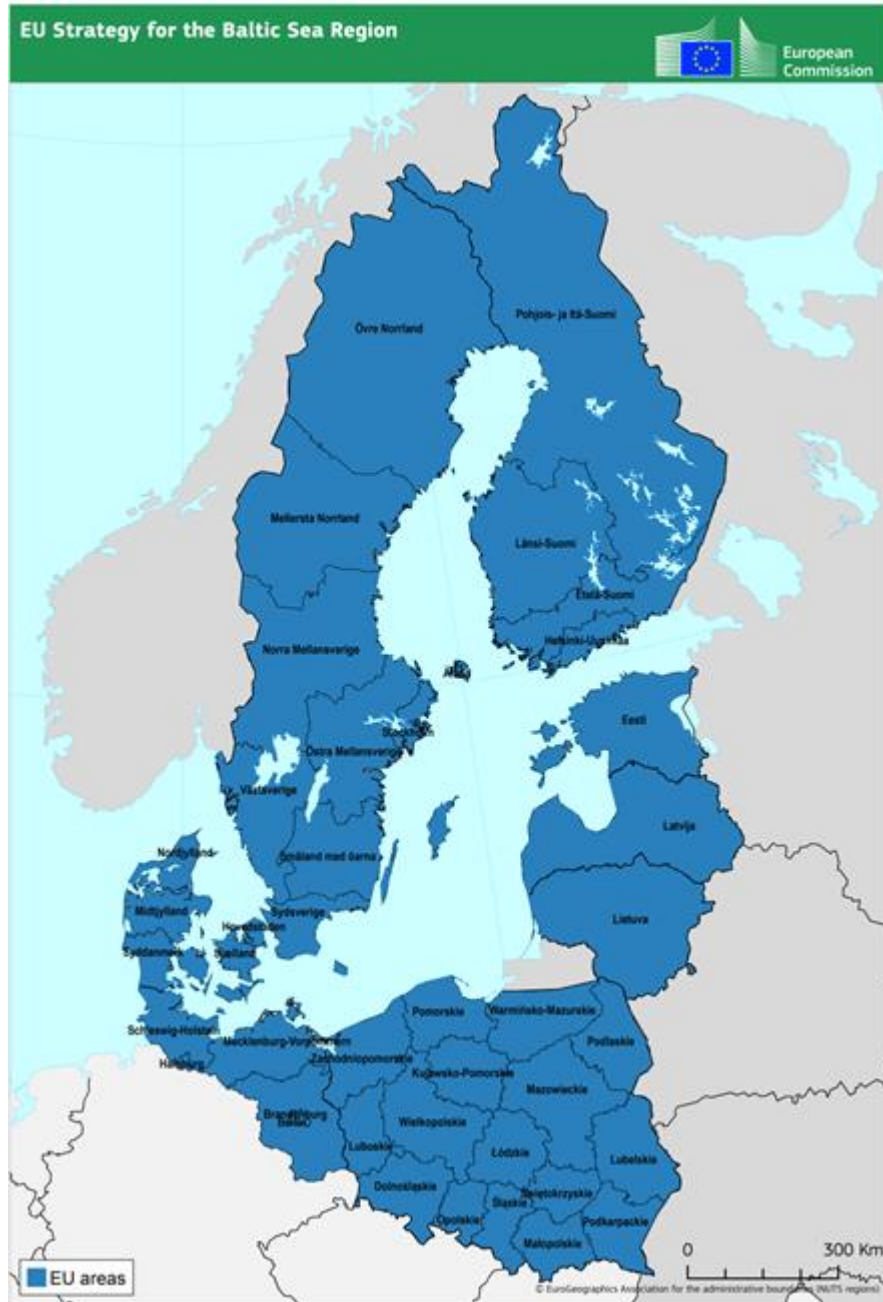 EU Strategy for the Baltic Sea Region
European
Commission
Övre Norrland
Pohjois- ja Itä-Suomi
Mellersta Norrland
Länsi-Suomi
Etelä-Suomi
Helsinki-Uusimaa
Norra Mellansverige
Åland
Stockholm
Eesti
Östra Mellansverige
Västsverige
Latvija
Småland med öarna
Nordjylland
Midtjylland
Sydsverige
Hovedstaden
Lietuva
Syddanmark
Sjælland
Schleswig-Holstein
Mecklenburg-Vorpommern
Hamburg
Pomorskie
Warmińsko-Mazurskie
Zachodniopomorskie
Podlaskie
Kujawsko-Pomorskie
Mazowieckie
Brandenburg
Berlin
Wielkopolskie
Lubuskie
Łódzkie
Lubelskie
Dolnośląskie
Świętokrzyskie
Śląskie
Opolskie
Podkarpackie
Małopolskie
0 300 Km
EU areas
© EuroGeographics Association for the administrative boundaries (NUTS regions)